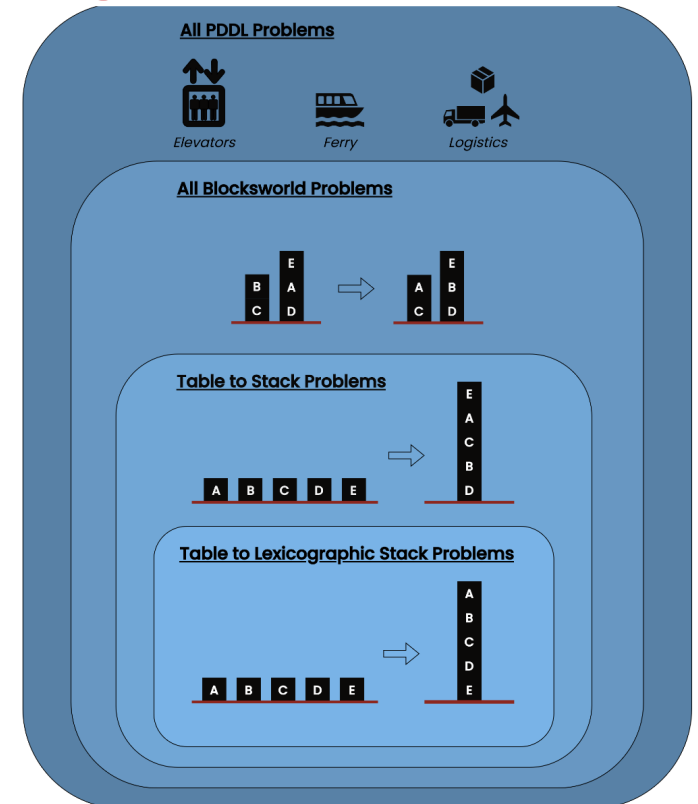 All PDDL Problems
Elevators Ferry Logistics
All Blocksworld Problems
E E
B A A B
C D C D
Table to Stack Problems
E
A
C
B
A B C D E D
Table to Lexicographic Stack Problems
A
B
C
D
A B C D E E